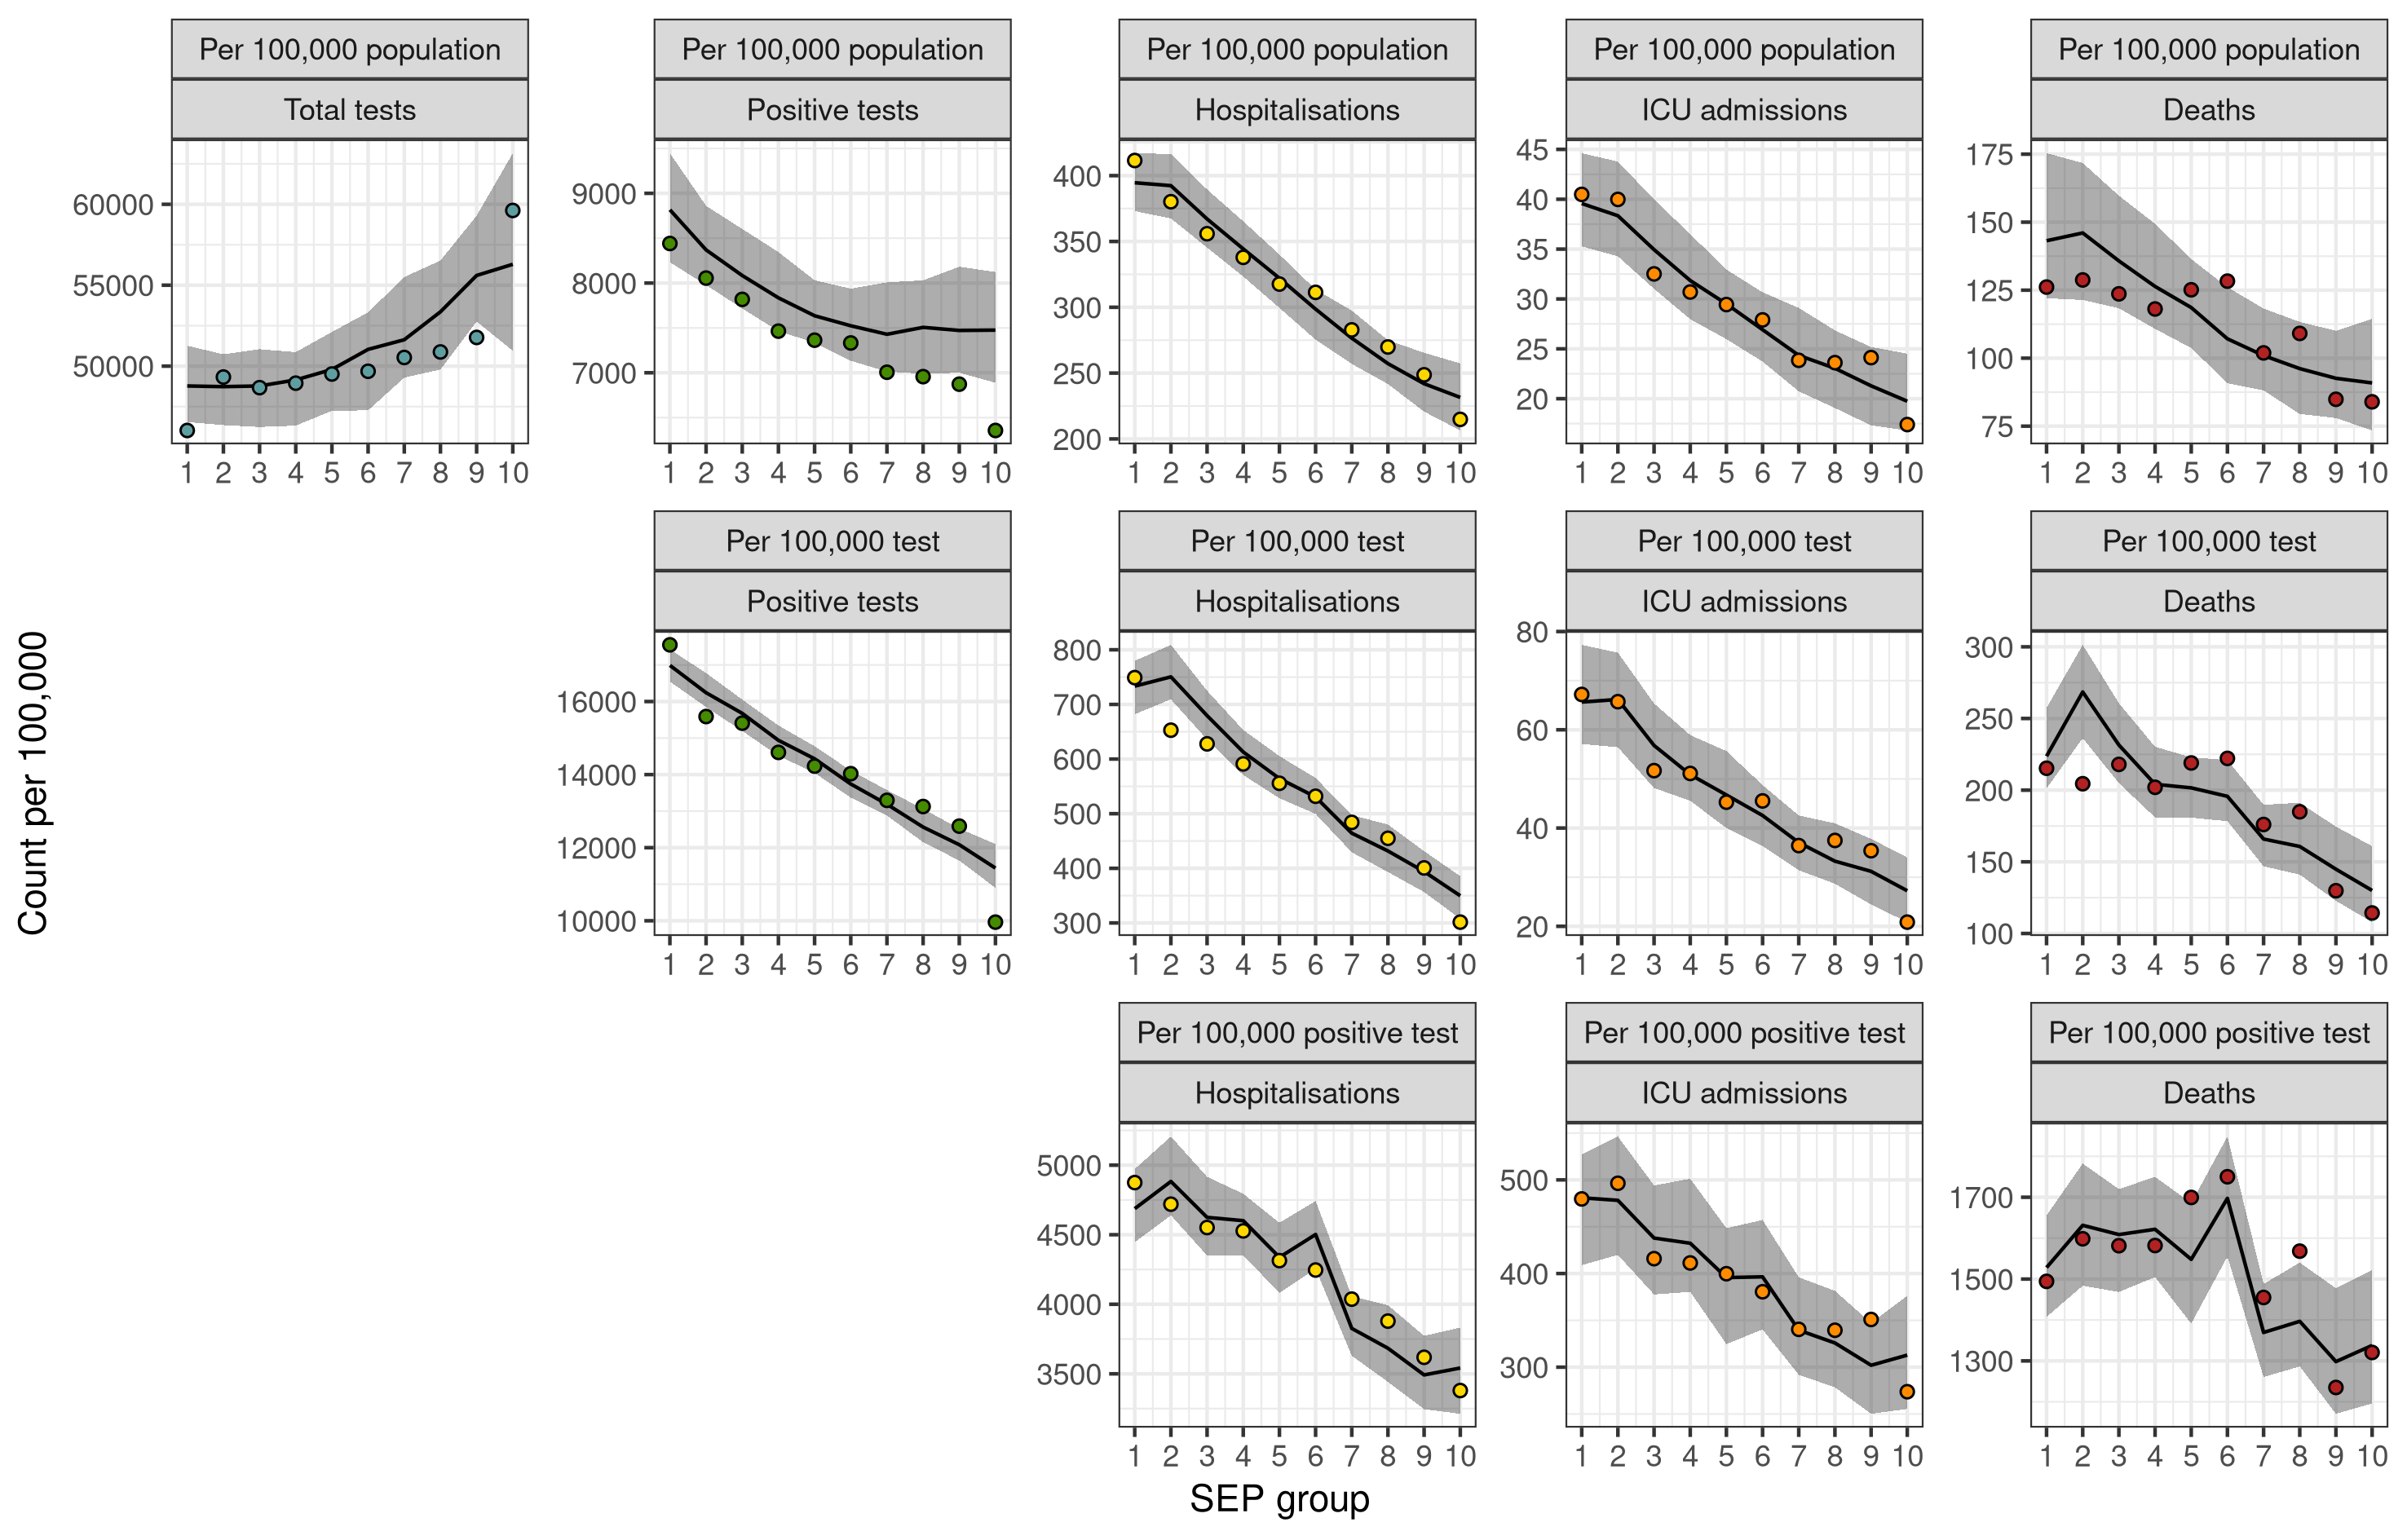 Per 100,000 population
Per 100,000 population
Per 100,000 population
Per 100,000 population
Per 100,000 population
Total tests
Positive tests
Hospitalisations
ICU admissions
Deaths
60000
55000
50000
1 2 3 4 5 6 7 8 9 10
9000
8000
7000
1 2 3 4 5 6 7 8 9 10
400
350
300
250
200
1 2 3 4 5 6 7 8 9 10
45
40
35
30
25
20
1 2 3 4 5 6 7 8 9 10
175
150
125
100
75
1 2 3 4 5 6 7 8 9 10
Count per 100,000
Per 100,000 test
Per 100,000 test
Per 100,000 test
Per 100,000 test
Positive tests
Hospitalisations
ICU admissions
Deaths
16000
14000
12000
10000
1 2 3 4 5 6 7 8 9 10
800
700
600
500
400
300
1 2 3 4 5 6 7 8 9 10
80
60
40
20
1 2 3 4 5 6 7 8 9 10
300
250
200
150
100
1 2 3 4 5 6 7 8 9 10
Per 100,000 positive test
Per 100,000 positive test
Per 100,000 positive test
Hospitalisations
ICU admissions
Deaths
5000
4500
4000
3500
1 2 3 4 5 6 7 8 9 10
500
400
300
1 2 3 4 5 6 7 8 9 10
1700
1500
1300
1 2 3 4 5 6 7 8 9 10
SEP group